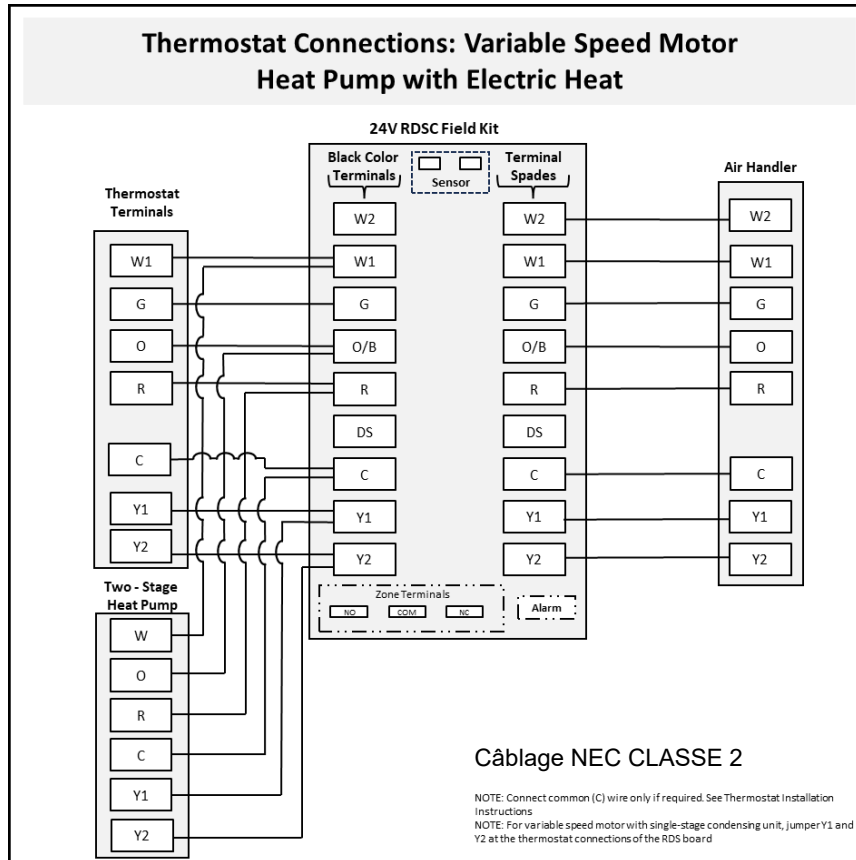 Thermostat Connections: Variable Speed Motor
Heat Pump with Electric Heat
24V RDSC Field Kit
Black Color
Terminals
Sensor
Terminal
Spades
Air Handler
Thermostat
Terminals
W2
W2
W2
W1
W1
W1
W1
G
G
G
G
O
O/B
O/B
O
R
R
R
R
DS
DS
C
C
C
C
Y1
Y1
Y1
Y1
Y2
Y2
Y2
Y2
Two - Stage
Heat Pump
Zone Terminals
NO
COM
NC
Alarm
W
O
R
C
Y1
Y2
Câblage NEC CLASSE 2
NOTE: Connect common (C) wire only if required. See Thermostat Installation
Instructions
NOTE: For variable speed motor with single-stage condensing unit, jumper Y1 and
Y2 at the thermostat connections of the RDS board